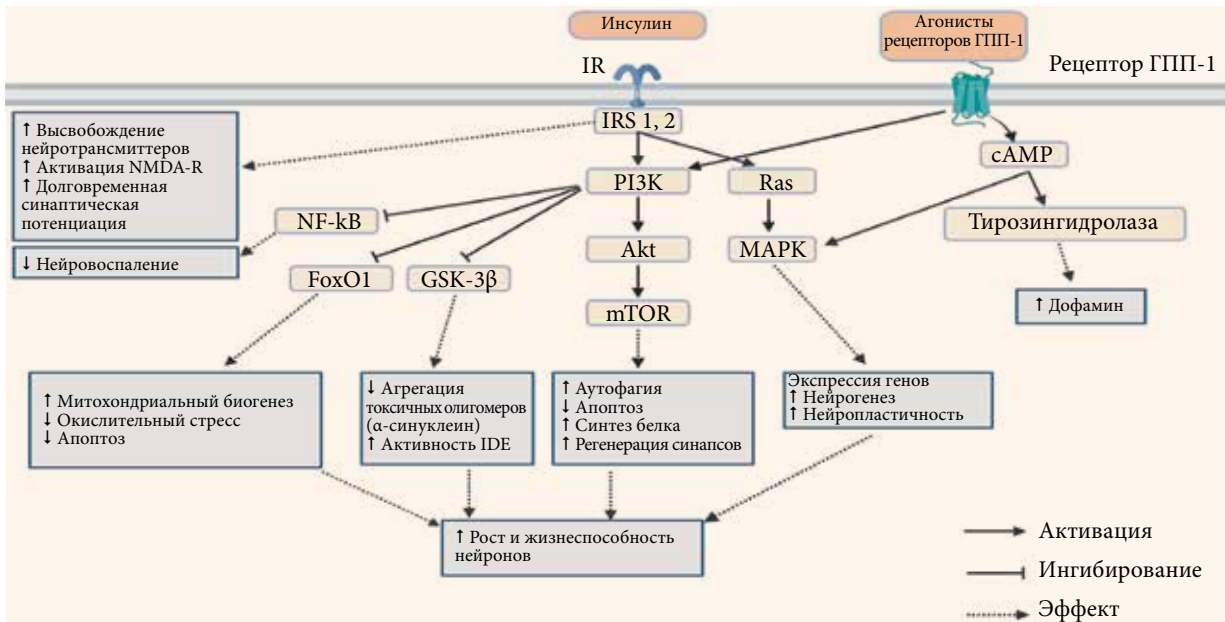 Инсулин
Агонисты
рецепторов ГПП-1
IR
Рецептор ГПП-1
IRS 1, 2
cAMP
↑ Высвобождение
нейротрансмиттеров
↑ Активация NMDA-R
↑ Долговременная
синаптическая
потенциация
PI3K
Ras
NF-kB
Тирозингидролаза
↓ Нейровоспаление
Akt
MAPK
FoxO1
GSK-3β
↑ Дофамин
mTOR
↑ Митохондриальный биогенез
↓ Окислительный стресс
↓ Апоптоз
↓ Агрегация
токсичных олигомеров
(α-синуклеин)
↑ Активность IDE
↑ Аутофагия
↓ Апоптоз
↑ Синтез белка
↑ Регенерация синапсов
Экспрессия генов
↑ Нейрогенез
↑ Нейропластичность
↑ Рост и жизнеспособность
нейронов
Активация
Ингибирование
Эффект